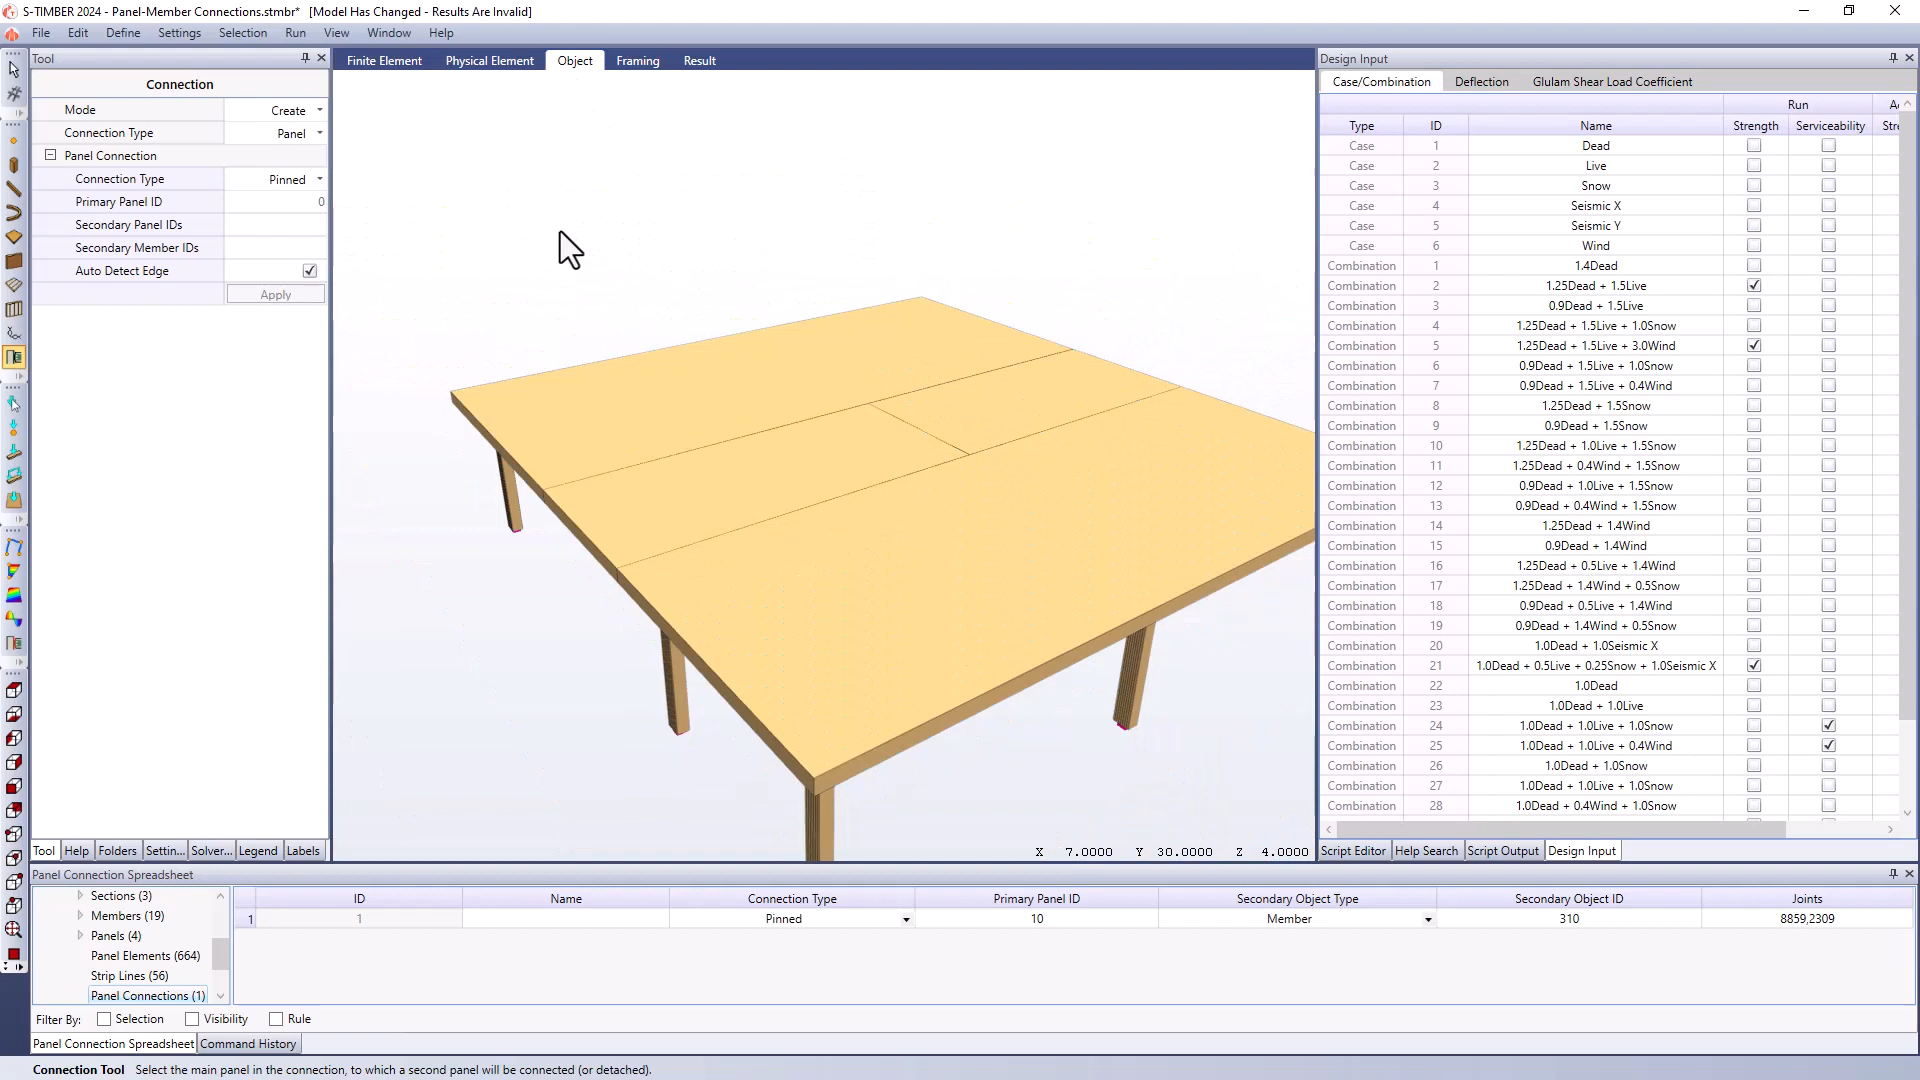 S-TIMBER 2024 - Panel-Member Connections.stmbr* [Model Has Changed - Results Are Invalid]
File Edit Define Settings Selection Run View Window Help
Tool
Connection
Mode Create
Connection Type Panel
Panel Connection
Connection Type Pinned
Primary Panel ID 0
Secondary Panel IDs
Secondary Member IDs
Auto Detect Edge
Apply
Tool Help Folders Settin... Solver... Legend Labels
Finite Element Physical Element Object Framing Result
X 7.0000 Y 30.0000 Z 4.0000
Design Input
Case/Combination Deflection Glulam Shear Load Coefficient
Run
Type ID Name Strength Serviceability
Case 1 Dead
Case 2 Live
Case 3 Snow
Case 4 Seismic X
Case 5 Seismic Y
Case 6 Wind
Combination 1 1.4Dead
Combination 2 1.25Dead + 1.5Live
Combination 3 0.9Dead + 1.5Live
Combination 4 1.25Dead + 1.5Live + 1.0Snow
Combination 5 1.25Dead + 1.5Live + 3.0Wind
Combination 6 0.9Dead + 1.5Live + 1.0Snow
Combination 7 0.9Dead + 1.5Live + 0.4Wind
Combination 8 1.25Dead + 1.5Snow
Combination 9 0.9Dead + 1.5Snow
Combination 10 1.25Dead + 1.0Live + 1.5Snow
Combination 11 1.25Dead + 0.4Wind + 1.5Snow
Combination 12 0.9Dead + 1.0Live + 1.5Snow
Combination 13 0.9Dead + 0.4Wind + 1.5Snow
Combination 14 1.25Dead + 1.4Wind
Combination 15 0.9Dead + 1.4Wind
Combination 16 1.25Dead + 0.5Live + 1.4Wind
Combination 17 1.25Dead + 1.4Wind + 0.5Snow
Combination 18 0.9Dead + 0.5Live + 1.4Wind
Combination 19 0.9Dead + 1.4Wind + 0.5Snow
Combination 20 1.0Dead + 1.0Seismic X
Combination 21 1.0Dead + 0.5Live + 0.25Snow + 1.0Seismic X
Combination 22 1.0Dead
Combination 23 1.0Dead + 1.0Live
Combination 24 1.0Dead + 1.0Live + 1.0Snow
Combination 25 1.0Dead + 1.0Live + 0.4Wind
Combination 26 1.0Dead + 1.0Snow
Combination 27 1.0Dead + 1.0Live + 1.0Snow
Combination 28 1.0Dead + 0.4Wind + 1.0Snow
Script Editor Help Search Script Output Design Input
Panel Connection Spreadsheet
Sections (3)
Members (19)
Panels (4)
Panel Elements (664)
Strip Lines (56)
Panel Connections (1)
ID Name Connection Type Primary Panel ID Secondary Object Type Secondary Object ID Joints
1 1 Pinned 10 Member 310 8859,2309
Filter By: Selection Visibility Rule
Panel Connection Spreadsheet Command History
Connection Tool Select the main panel in the connection, to which a second panel will be connected (or detached).